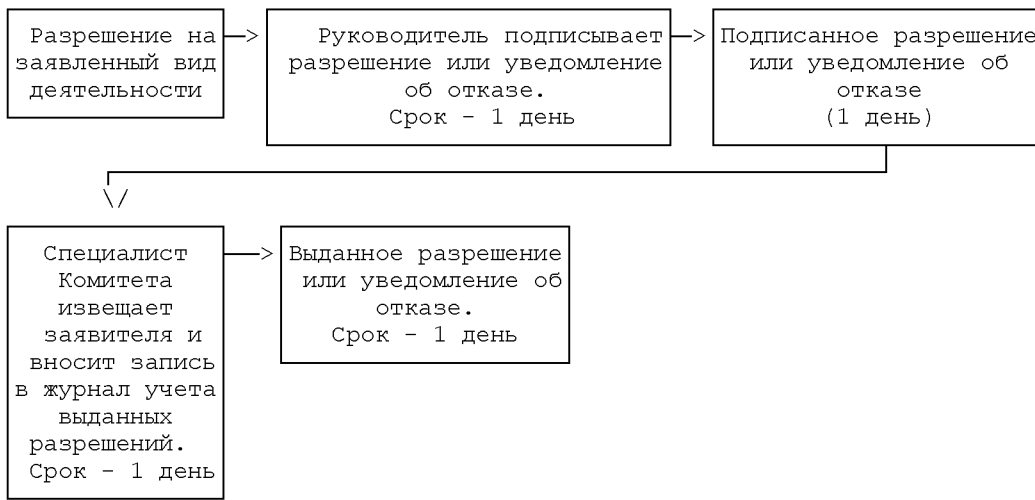 Разрешение на
заявленный вид
деятельности
Руководитель подписывает
разрешение или уведомление
об отказе.
Срок - 1 день
Подписанное разрешение
или уведомление об
отказе
(1 день)
Специалист
Комитета
извещает
заявителя и
вносит запись
в журнал учета
выданных
разрешений.
Срок - 1 день
Выданное разрешение
или уведомление об
отказе.
Срок - 1 день